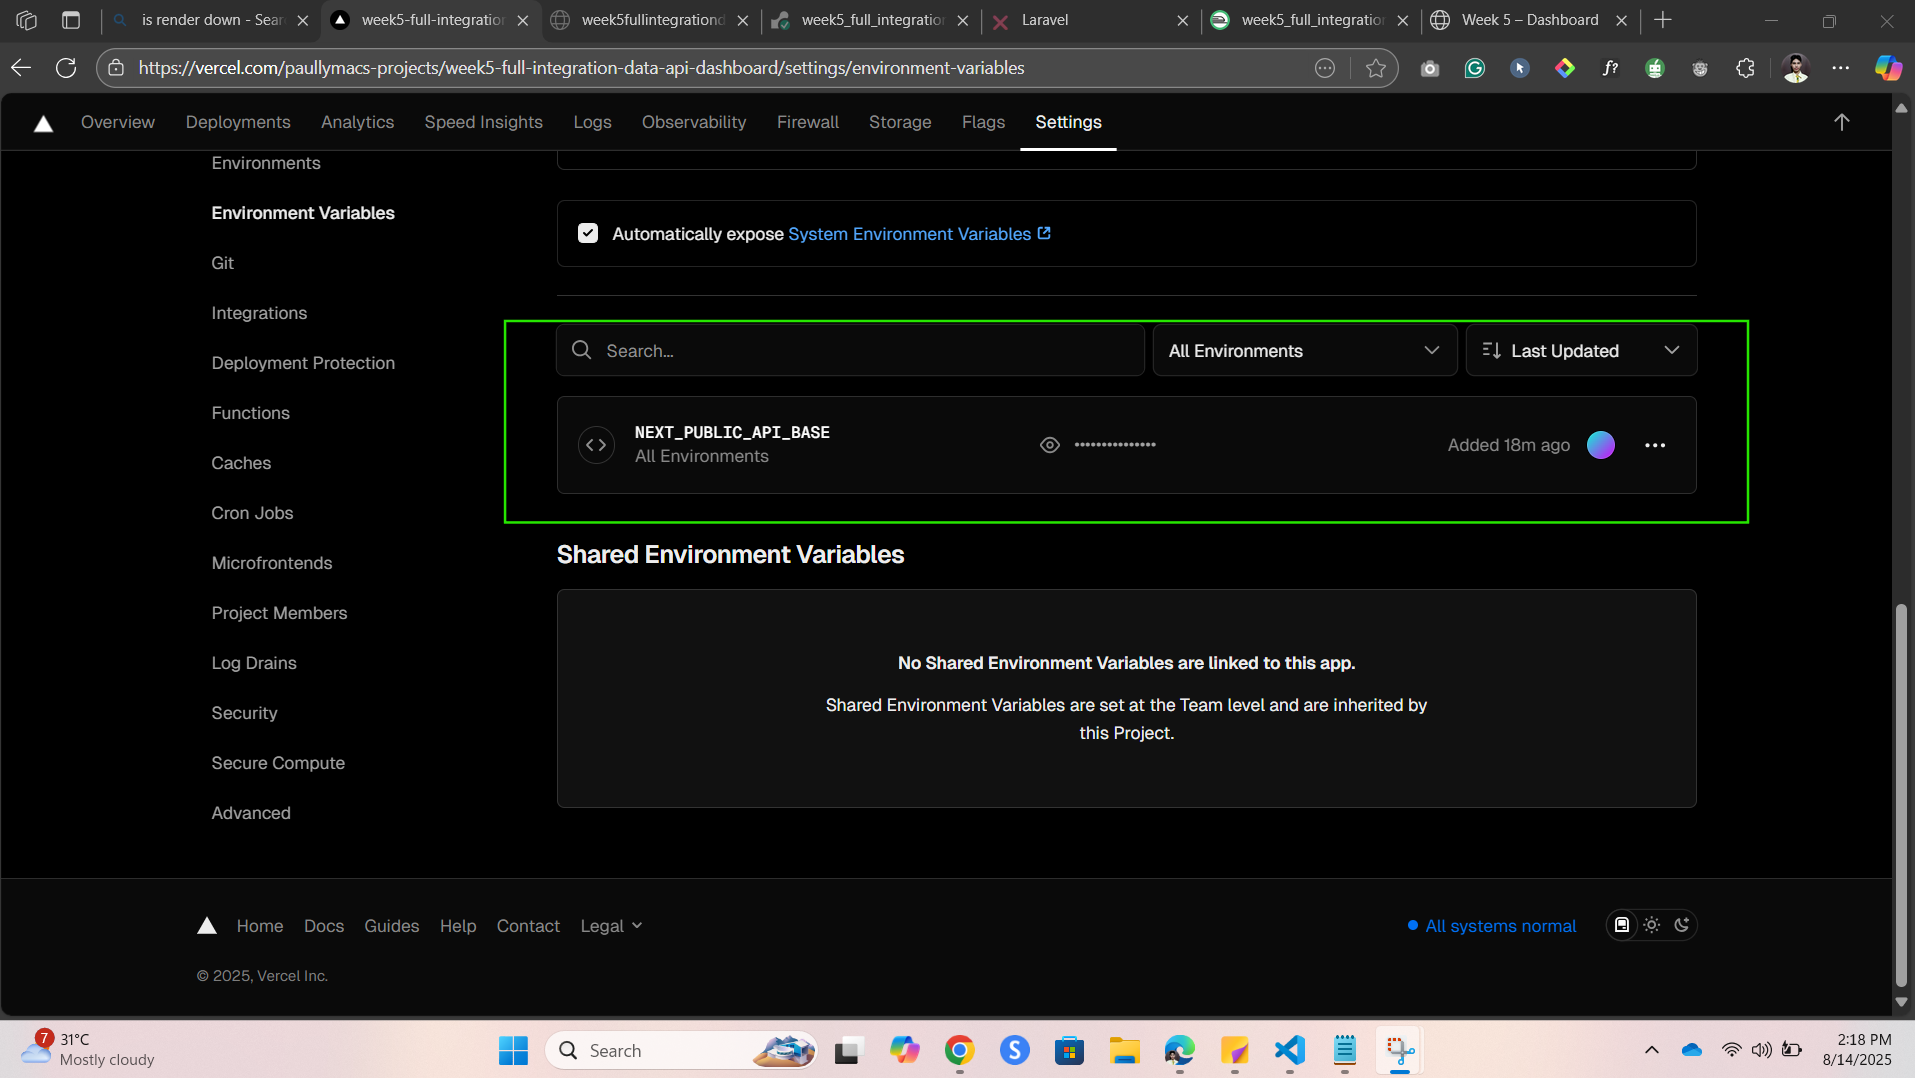 is render down - Sear
week5-full-integration
week5fullintegrationd
week5_full_integration
Laravel
week5_full_integration
Week 5 – Dashboard
https://vercel.com/paullymacs-projects/week5-full-integration-data-api-dashboard/settings/environment-variables
f?
Overview
Deployments
Analytics
Speed Insights
Logs
Observability
Firewall
Storage
Flags
Settings
Environments
Environment Variables
Git
Integrations
Deployment Protection
Functions
Caches
Cron Jobs
Microfrontends
Project Members
Log Drains
Security
Secure Compute
Advanced
Automatically expose System Environment Variables
Search...
All Environments
Last Updated
NEXT_PUBLIC_API_BASE
All Environments
•••••••••••••••
Added 18m ago
Shared Environment Variables
No Shared Environment Variables are linked to this app.
Shared Environment Variables are set at the Team level and are inherited by
this Project.
Home
Docs
Guides
Help
Contact
Legal
All systems normal
© 2025, Vercel Inc.
7
31°C
Mostly cloudy
Search
S
2:18 PM
8/14/2025